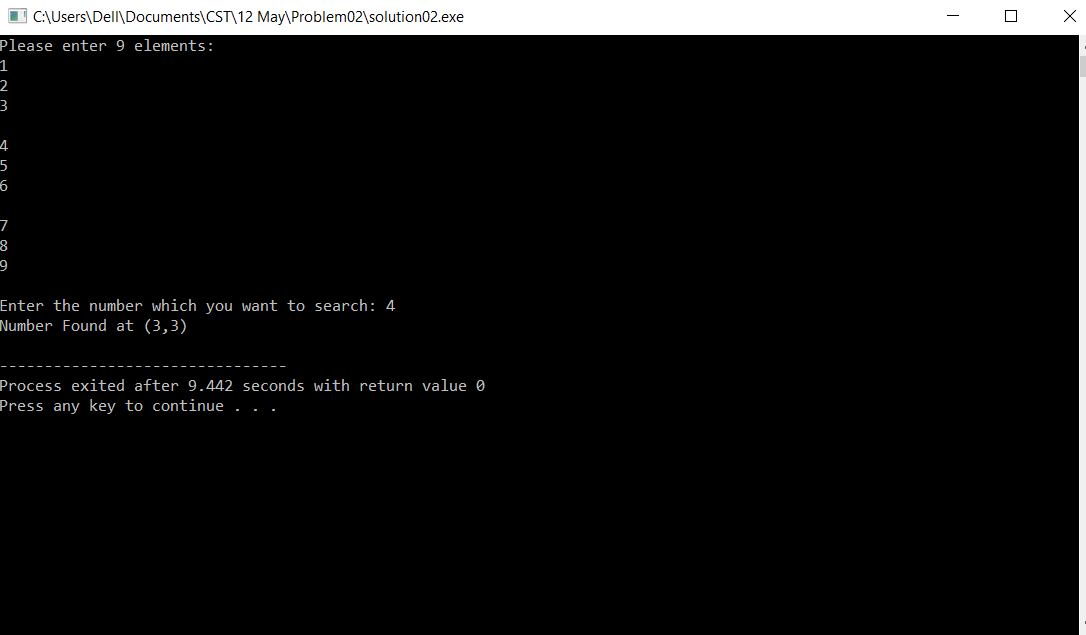 C:\Users\Dell\Documents\CST\12 May\Problem02\solution02.exe
Please enter 9 elements:
1
2
3
4
5
6
7
8
9
Enter the number which you want to search: 4
Number Found at (3,3)
--------------------------------
Process exited after 9.442 seconds with return value 0
Press any key to continue . . .